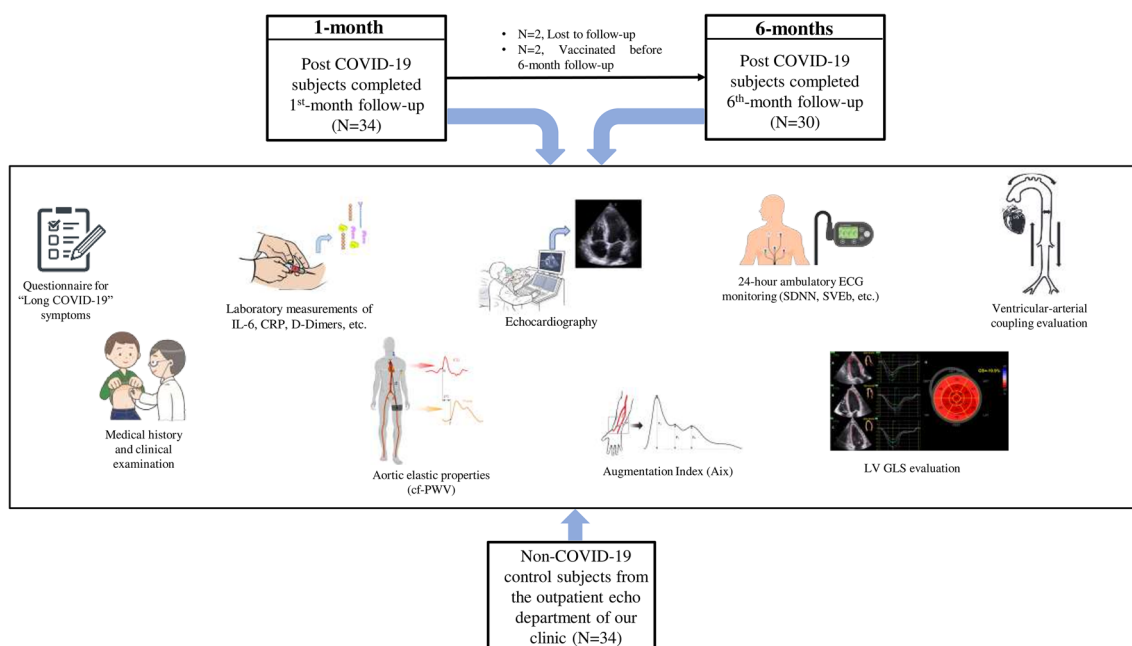 1-month
Post COVID-19
subjects completed
1st-month follow-up
(N=34)
• N=2, Lost to follow-up
• N=2, Vaccinated before
6-month follow-up
6-months
Post COVID-19
subjects completed
6th-month follow-up
(N=30)
Questionnaire for
“Long COVID-19”
symptoms
Laboratory measurements of
IL-6, CRP, D-Dimers, etc.
Echocardiography
24-hour ambulatory ECG
monitoring (SDNN, SVEb, etc.)
Ventricular-arterial
coupling evaluation
Medical history
and clinical
examination
Aortic elastic properties
(cf-PWV)
Augmentation Index (Aix)
LV GLS evaluation
Non-COVID-19
control subjects from
the outpatient echo
department of our
clinic (N=34)